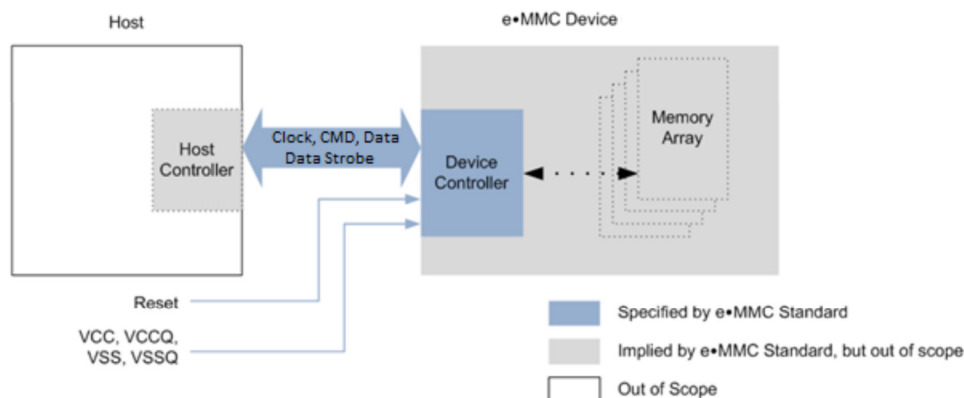 Host
e•MMC Device
Host
Controller
Clock, CMD, Data
Data Strobe
Device
Controller
Memory
Array
Reset
VCC, VCCQ,
VSS, VSSQ
Specified by e•MMC Standard
Implied by e•MMC Standard, but out of scope
Out of Scope